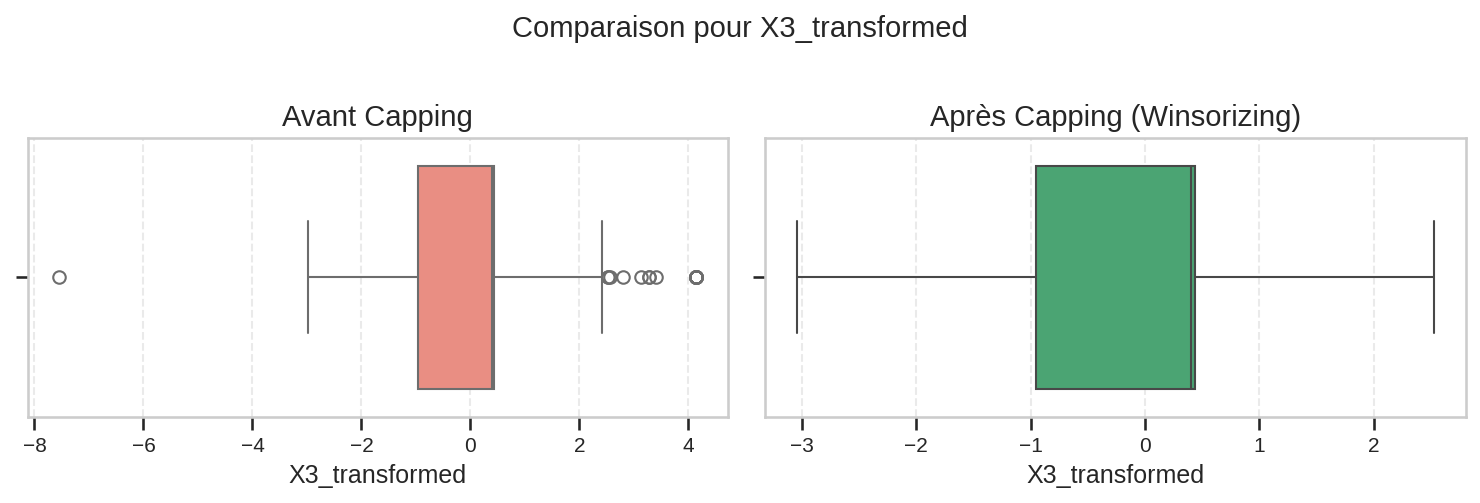 Comparaison pour X3_transformed
Avant Capping
−8 −6 −4 −2 0 2 4
X3_transformed
Après Capping (Winsorizing)
−3 −2 −1 0 1 2
X3_transformed